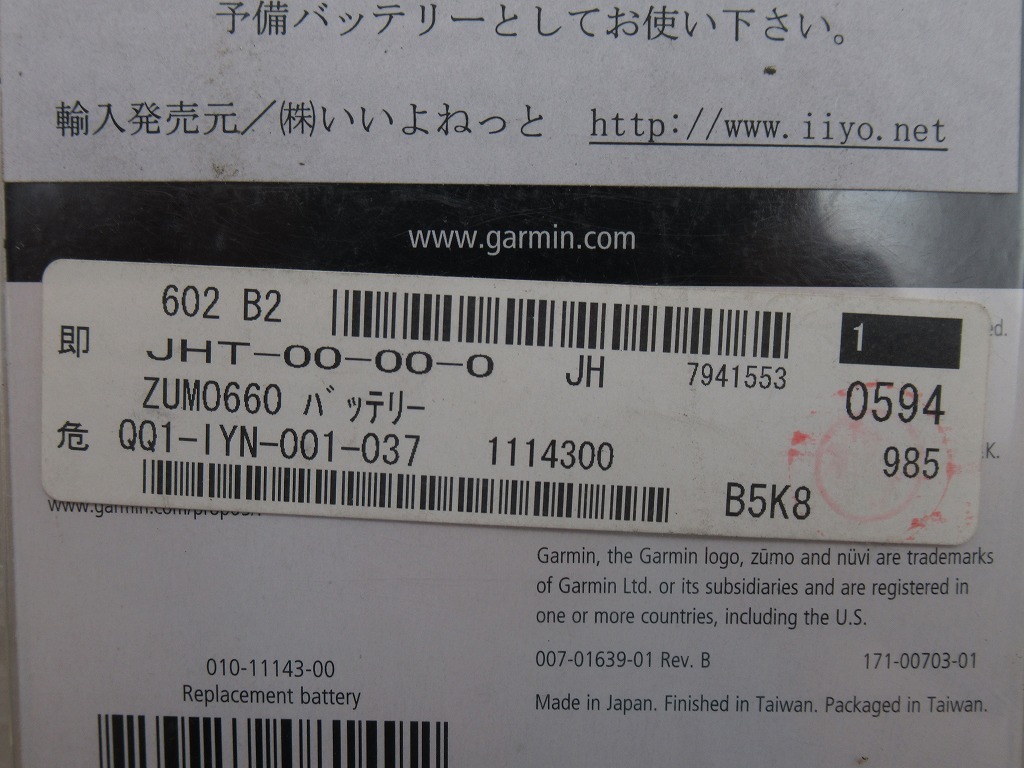 予備バッテリーとしてお使い下さい。
輸入発売元／㈱いいよねっと http://www.iiyo.net
www.garmin.com
602 B2
1
ed.
即
JHT-00-00-0 JH 7941553
ZUMO660 バッテリー 0594
危 QQ1-IYN-001-037 1114300 985
K.
B5K8
www.garmin.com/prop65.
Garmin, the Garmin logo, zūmo and nüvi are trademarks
of Garmin Ltd. or its subsidiaries and are registered in
one or more countries, including the U.S.
007-01639-01 Rev. B 171-00703-01
010-11143-00
Replacement battery
Made in Japan. Finished in Taiwan. Packaged in Taiwan.